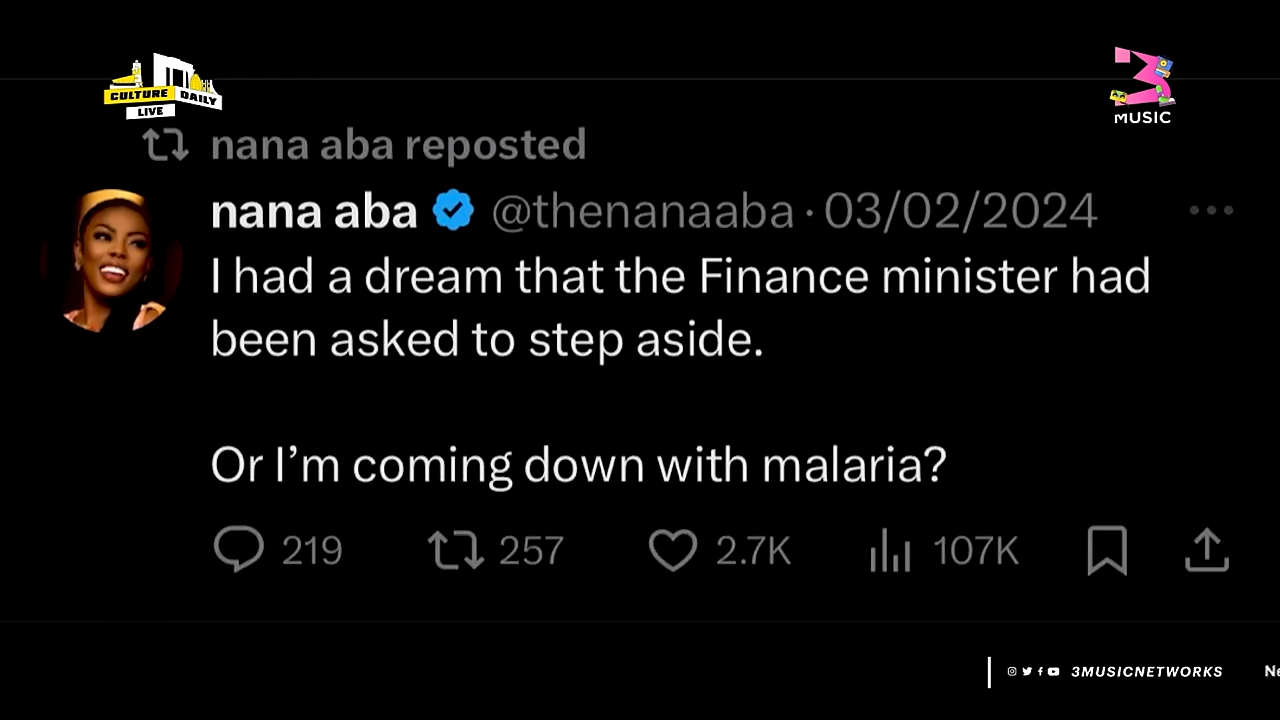 CULTURE DAILY
LIVE
3
MUSIC
nana aba reposted
nana aba @thenanaaba · 03/02/2024
I had a dream that the Finance minister had
been asked to step aside.
Or I’m coming down with malaria?
219 257 2.7K 107K
3MUSICNETWORKS